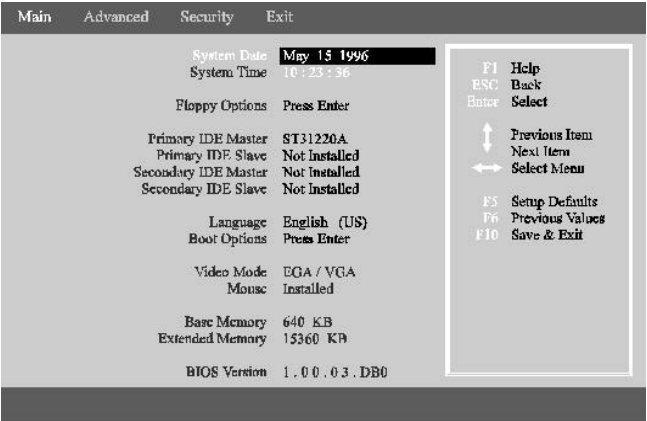 Main Advanced Security Exit
System Date May 15 1996
System Time 10:23:36
Floppy Options Press Enter
Primary IDE Master ST31220A
Primary IDE Slave Not Installed
Secondary IDE Master Not Installed
Secondary IDE Slave Not Installed
Language English (US)
Boot Options Press Enter
Video Mode EGA / VGA
Mouse Installed
Base Memory 640 KB
Extended Memory 15360 KB
BIOS Version 1.00.03.DB0
F1 Help
ESC Back
Enter Select
Previous Item
Next Item
Select Menu
F5 Setup Defaults
F6 Previous Values
F10 Save & Exit